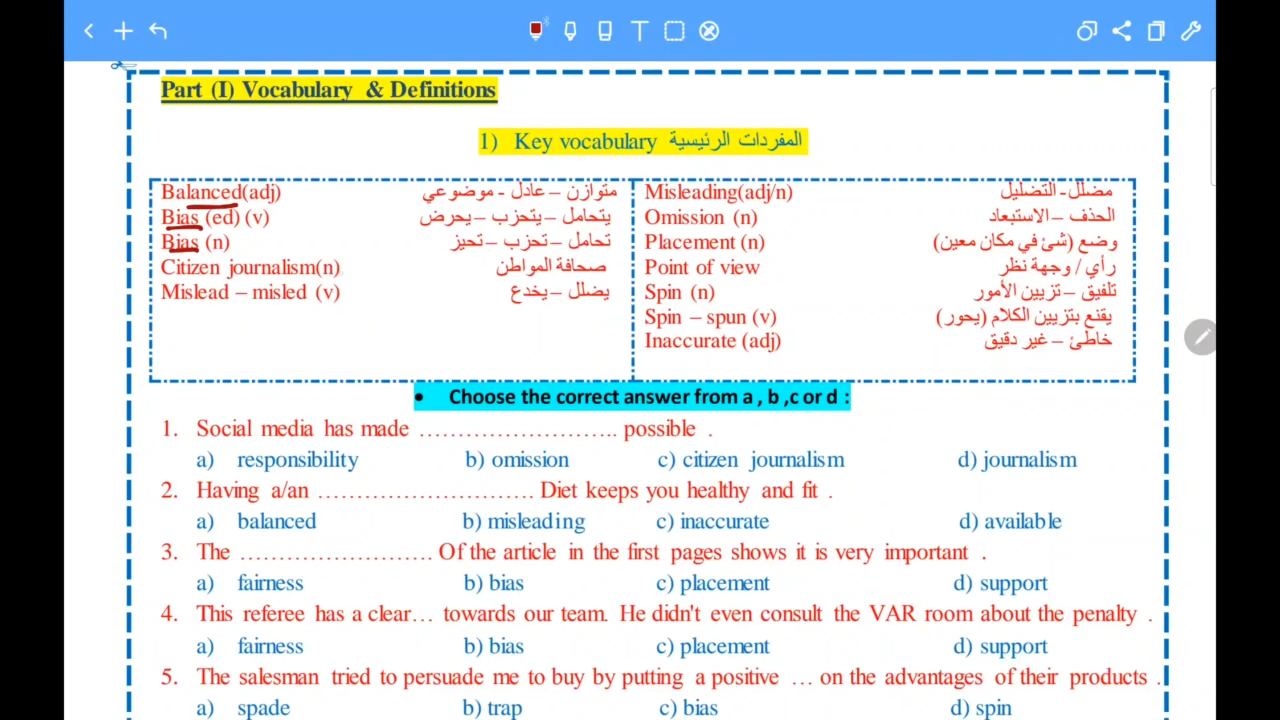 Part (I) Vocabulary & Definitions
1) Key vocabulary المفردات الرئيسية
Balanced(adj) متوازن – عادل - موضوعي
Bias (ed) (v) يتحامل – يتحزب – يحرض
Bias (n) تحامل – تحزب – تحيز
Citizen journalism(n) صحافة المواطن
Mislead – misled (v) يضلل – يخدع
Misleading(adj/n) مضلل- التضليل
Omission (n) الحذف – الاستبعاد
Placement (n) وضع (شئ في مكان معين)
Point of view رأي / وجهة نظر
Spin (n) تلفيق – تزيين الأمور
Spin – spun (v) يقنع بتزيين الكلام (يحور)
Inaccurate (adj) خاطئ – غير دقيق
• Choose the correct answer from a , b ,c or d :
1. Social media has made …………………….. possible .
a) responsibility b) omission c) citizen journalism d) journalism
2. Having a/an ………………………. Diet keeps you healthy and fit .
a) balanced b) misleading c) inaccurate d) available
3. The ……………………. Of the article in the first pages shows it is very important .
a) fairness b) bias c) placement d) support
4. This referee has a clear… towards our team. He didn't even consult the VAR room about the penalty .
a) fairness b) bias c) placement d) support
5. The salesman tried to persuade me to buy by putting a positive … on the advantages of their products .
a) spade b) trap c) bias d) spin